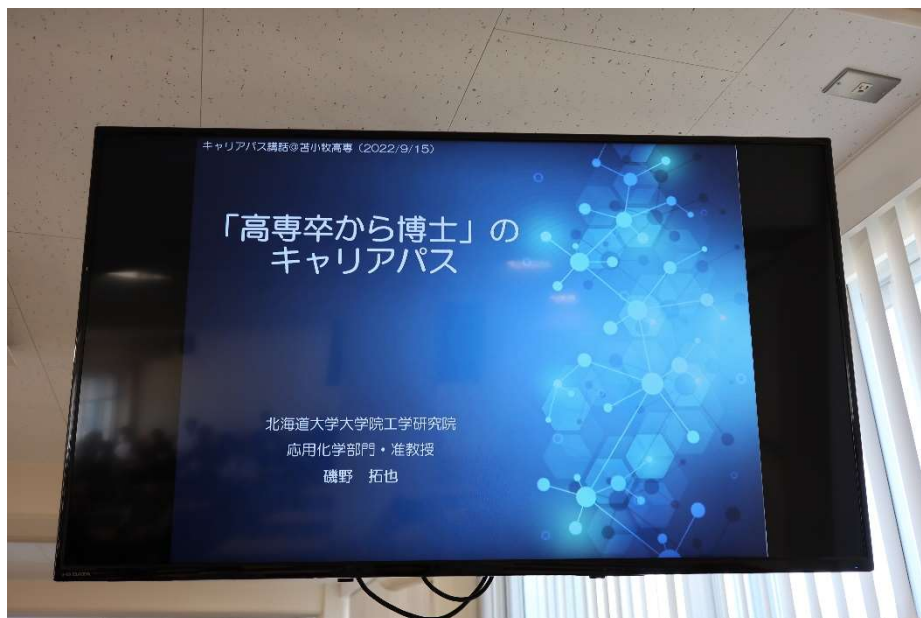 キャリアパス講話@苫小牧高専（2022/9/15）
「高専卒から博士」の
キャリアパス
北海道大学大学院工学研究院
応用化学部門・准教授
磯野　拓也